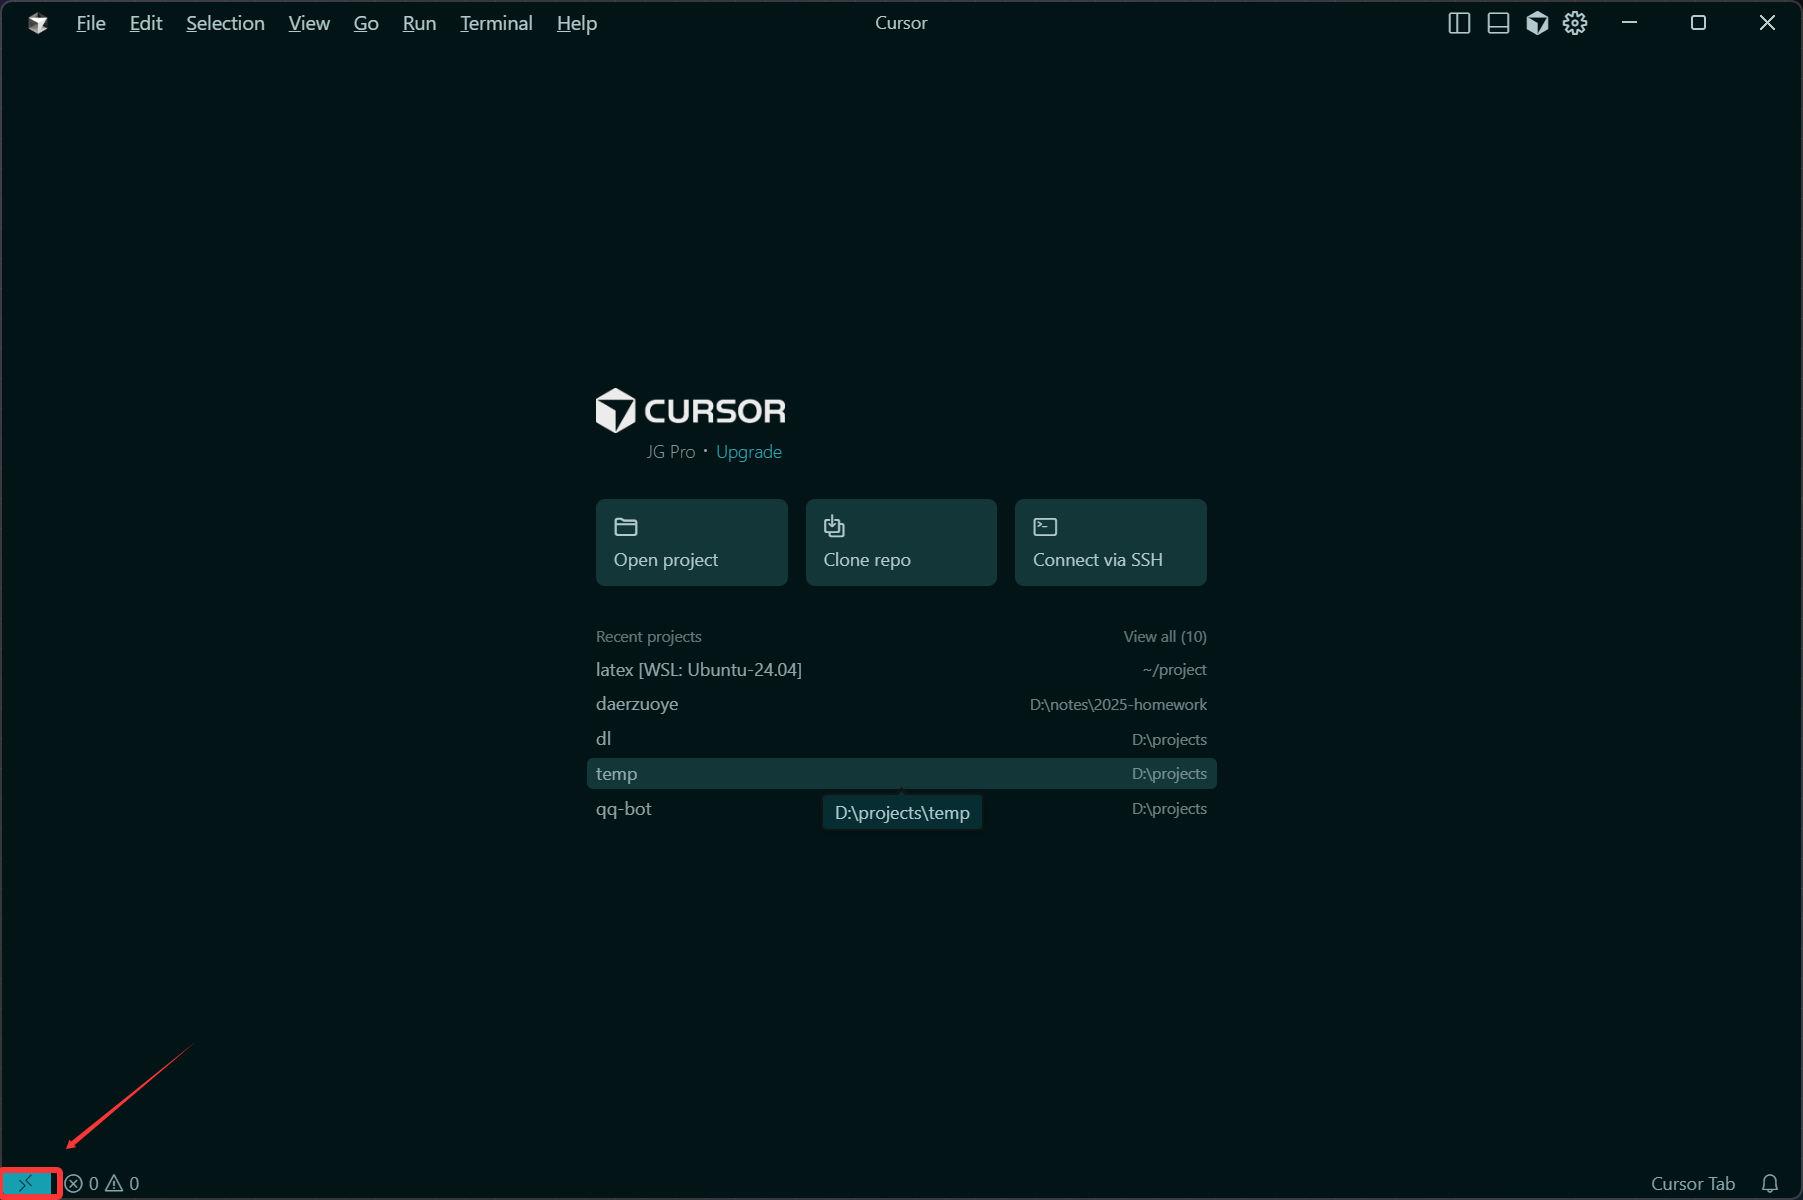 File Edit Selection View Go Run Terminal Help Cursor
CURSOR
JG Pro · Upgrade
Open project
Clone repo
Connect via SSH
Recent projects View all (10)
latex [WSL: Ubuntu-24.04] ~/project
daerzuoye D:\notes\2025-homework
dl D:\projects
temp D:\projects
qq-bot D:\projects
D:\projects\temp
0 0 Cursor Tab